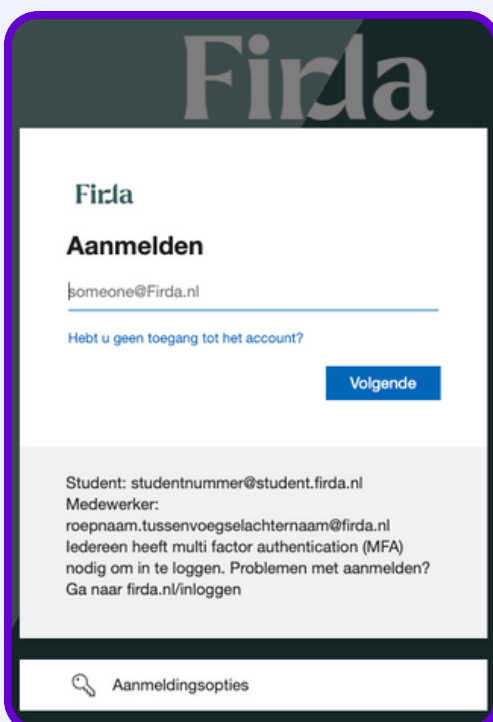 Firda
Firda
Aanmelden
someone@Firda.nl
Hebt u geen toegang tot het account?
Volgende
Student: studentnummer@student.firda.nl
Medewerker:
roepnaam.tussenvoegselachternaam@firda.nl
Iedereen heeft multi factor authentication (MFA)
nodig om in te loggen. Problemen met aanmelden?
Ga naar firda.nl/inloggen
Aanmeldingsopties